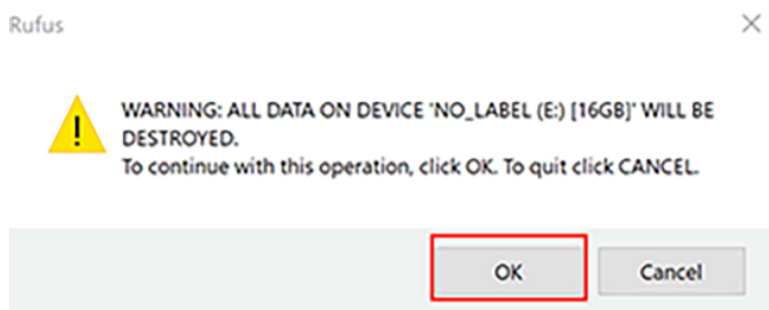 Rufus
WARNING: ALL DATA ON DEVICE 'NO_LABEL (E:) [16GB]' WILL BE
DESTROYED.
To continue with this operation, click OK. To quit click CANCEL.
OK
Cancel